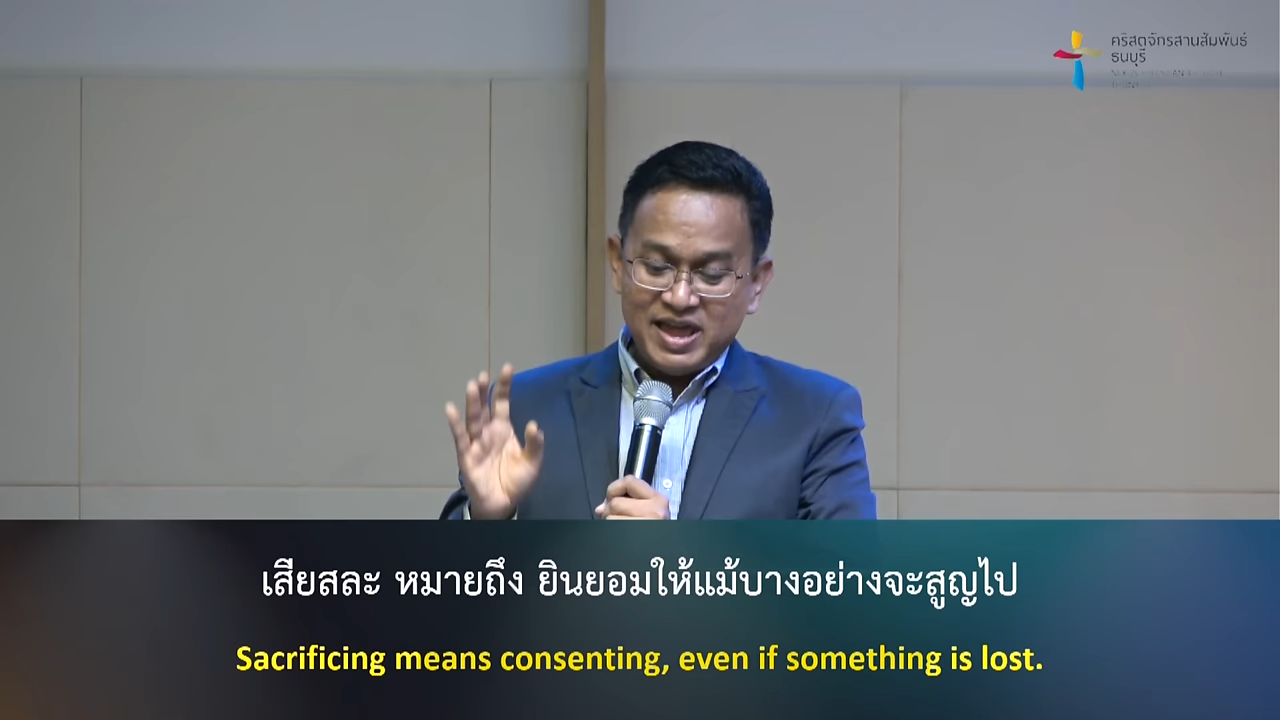 คริสตจักรสานสัมพันธ์
ธนบุรี
เสียสละ หมายถึง ยินยอมให้แม้บางอย่างจะสูญไป
Sacrificing means consenting, even if something is lost.